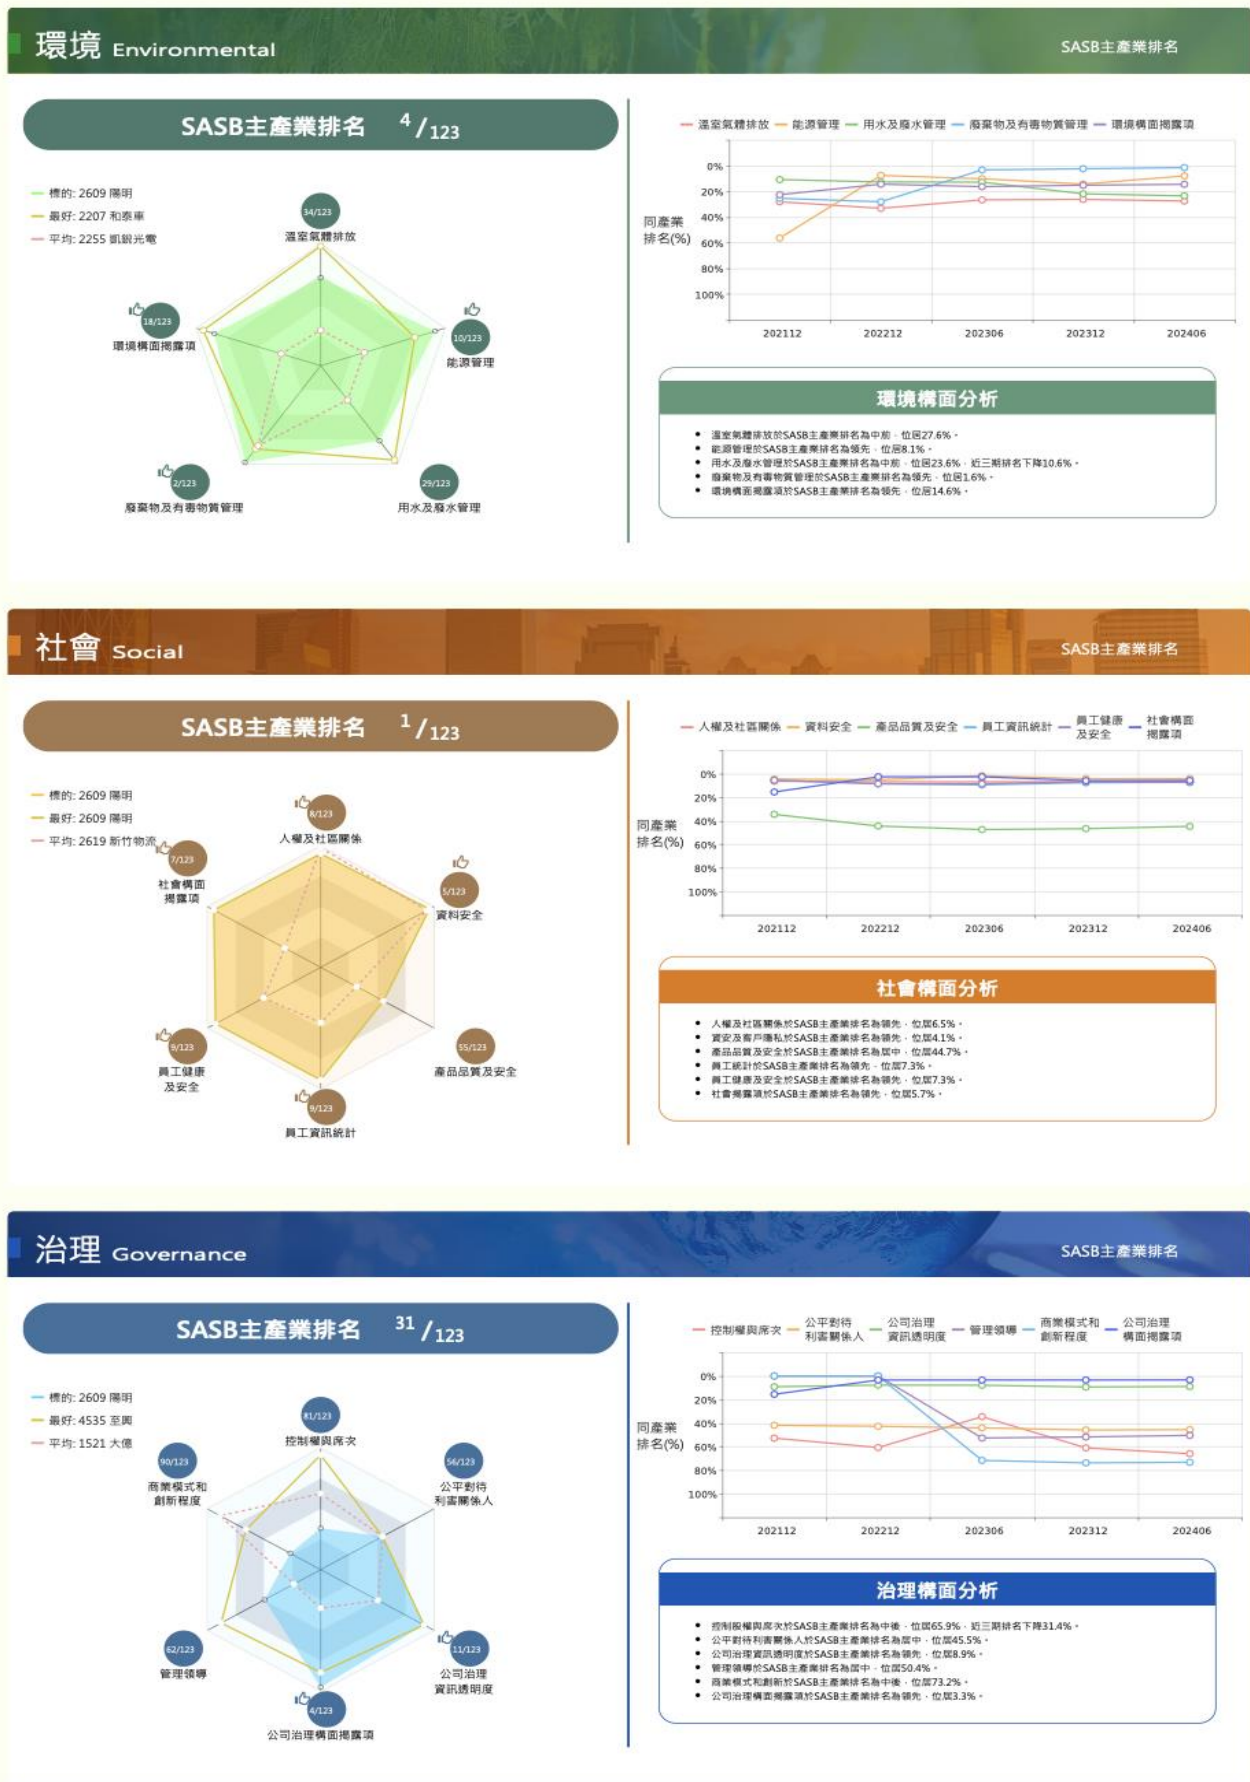 環境 Environmental
SASB主產業排名
SASB主產業排名 4/123
標的: 2609 陽明
最好: 2207 和泰車
平均: 2255 凱銳光電
34/123
溫室氣體排放
10/123
能源管理
29/123
用水及廢水管理
2/123
廢棄物及有毒物質管理
18/123
環境構面揭露項
溫室氣體排放 能源管理 用水及廢水管理 廢棄物及有毒物質管理 環境構面揭露項
同產業
排名(%)
0%
20%
40%
60%
80%
100%
202112 202212 202306 202312 202406
環境構面分析
• 溫室氣體排放於SASB主產業排名為中前，位居27.6%。
• 能源管理於SASB主產業排名為領先，位居8.1%。
• 用水及廢水管理於SASB主產業排名為中前，位居23.6%，近三期排名下降10.6%。
• 廢棄物及有毒物質管理於SASB主產業排名為領先，位居1.6%。
• 環境構面揭露項於SASB主產業排名為領先，位居14.6%。
社會 Social
SASB主產業排名
SASB主產業排名 1/123
標的: 2609 陽明
最好: 2609 陽明
平均: 2619 新竹物流
8/123
人權及社區關係
5/123
資料安全
55/123
產品品質及安全
9/123
員工資訊統計
9/123
員工健康
及安全
7/123
社會構面
揭露項
人權及社區關係 資料安全 產品品質及安全 員工資訊統計 員工健康及安全 社會構面揭露項
同產業
排名(%)
0%
20%
40%
60%
80%
100%
202112 202212 202306 202312 202406
社會構面分析
• 人權及社區關係於SASB主產業排名為領先，位居6.5%。
• 資安及客戶隱私於SASB主產業排名為領先，位居4.1%。
• 產品品質及安全於SASB主產業排名為居中，位居44.7%。
• 員工統計於SASB主產業排名為領先，位居7.3%。
• 員工健康及安全於SASB主產業排名為領先，位居7.3%。
• 社會揭露項於SASB主產業排名為領先，位居5.7%。
治理 Governance
SASB主產業排名
SASB主產業排名 31/123
標的: 2609 陽明
最好: 4535 至興
平均: 1521 大億
81/123
控制權與席次
56/123
公平對待
利害關係人
11/123
公司治理
資訊透明度
4/123
公司治理構面揭露項
62/123
管理領導
90/123
商業模式和
創新程度
控制權與席次 公平對待利害關係人 公司治理資訊透明度 管理領導 商業模式和創新程度 公司治理構面揭露項
同產業
排名(%)
0%
20%
40%
60%
80%
100%
202112 202212 202306 202312 202406
治理構面分析
• 控制股權與席次於SASB主產業排名為中後，位居65.9%，近三期排名下降31.4%。
• 公平對待利害關係人於SASB主產業排名為居中，位居45.5%。
• 公司治理資訊透明度於SASB主產業排名為領先，位居8.9%。
• 管理領導於SASB主產業排名為居中，位居50.4%。
• 商業模式和創新於SASB主產業排名為中後，位居73.2%。
• 公司治理構面揭露項於SASB主產業排名為領先，位居3.3%。